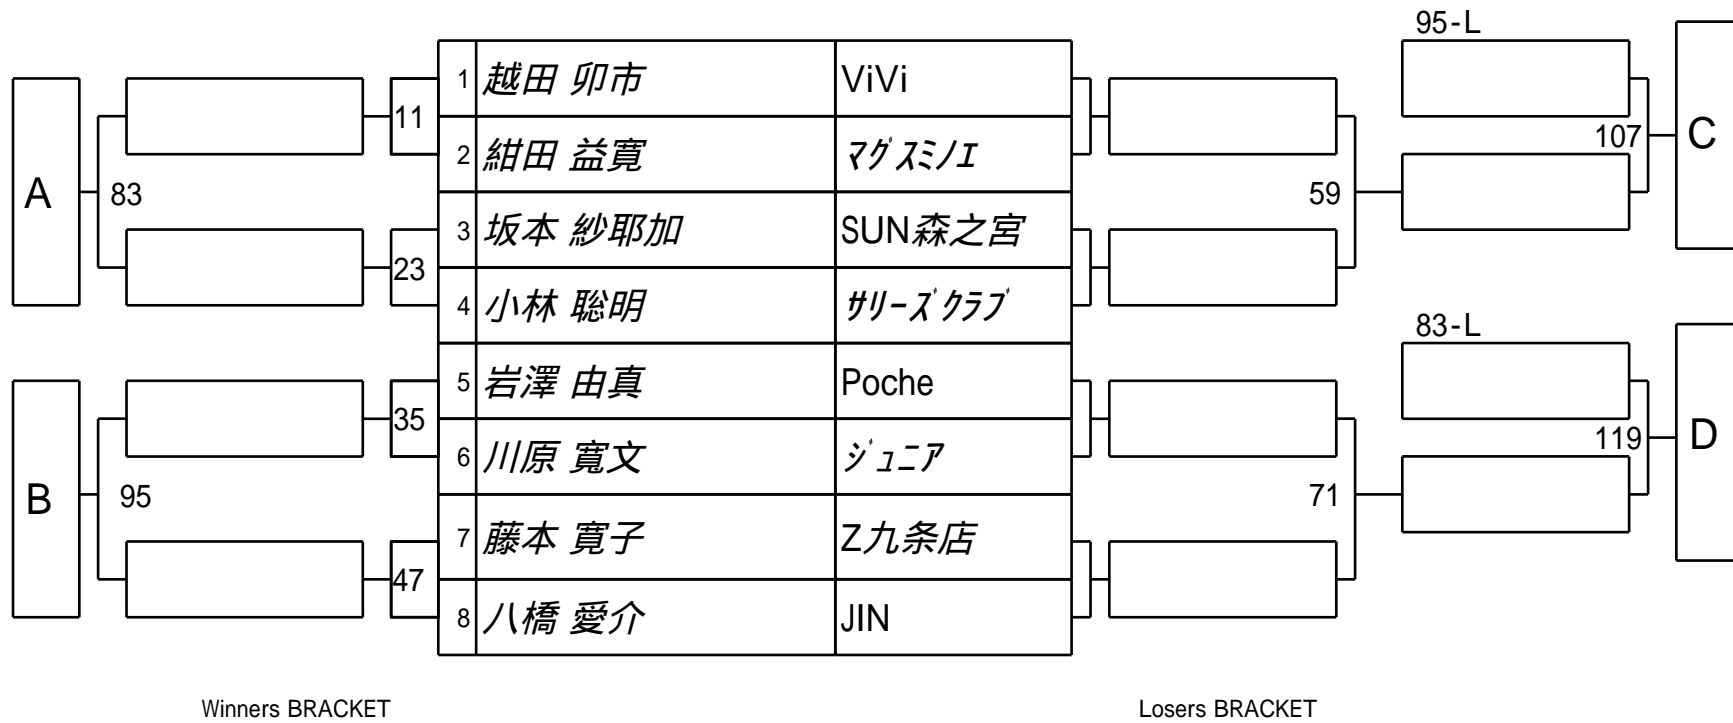 95-L
1 越田 卯市 ViVi
11
2 紺田 益寛 ﾏｸﾞｽﾐﾉｴ
107 C
A 83
59
3 坂本 紗耶加 SUN森之宮
23
4 小林 聡明 ｻﾘｰｽﾞｸﾗﾌﾞ
83-L
5 岩澤 由真 Poche
35
6 川原 寛文 ｼﾞｭﾆｱ
119 D
B 95
71
7 藤本 寛子 Z九条店
47
8 八橋 愛介 JIN
Winners BRACKET
Losers BRACKET